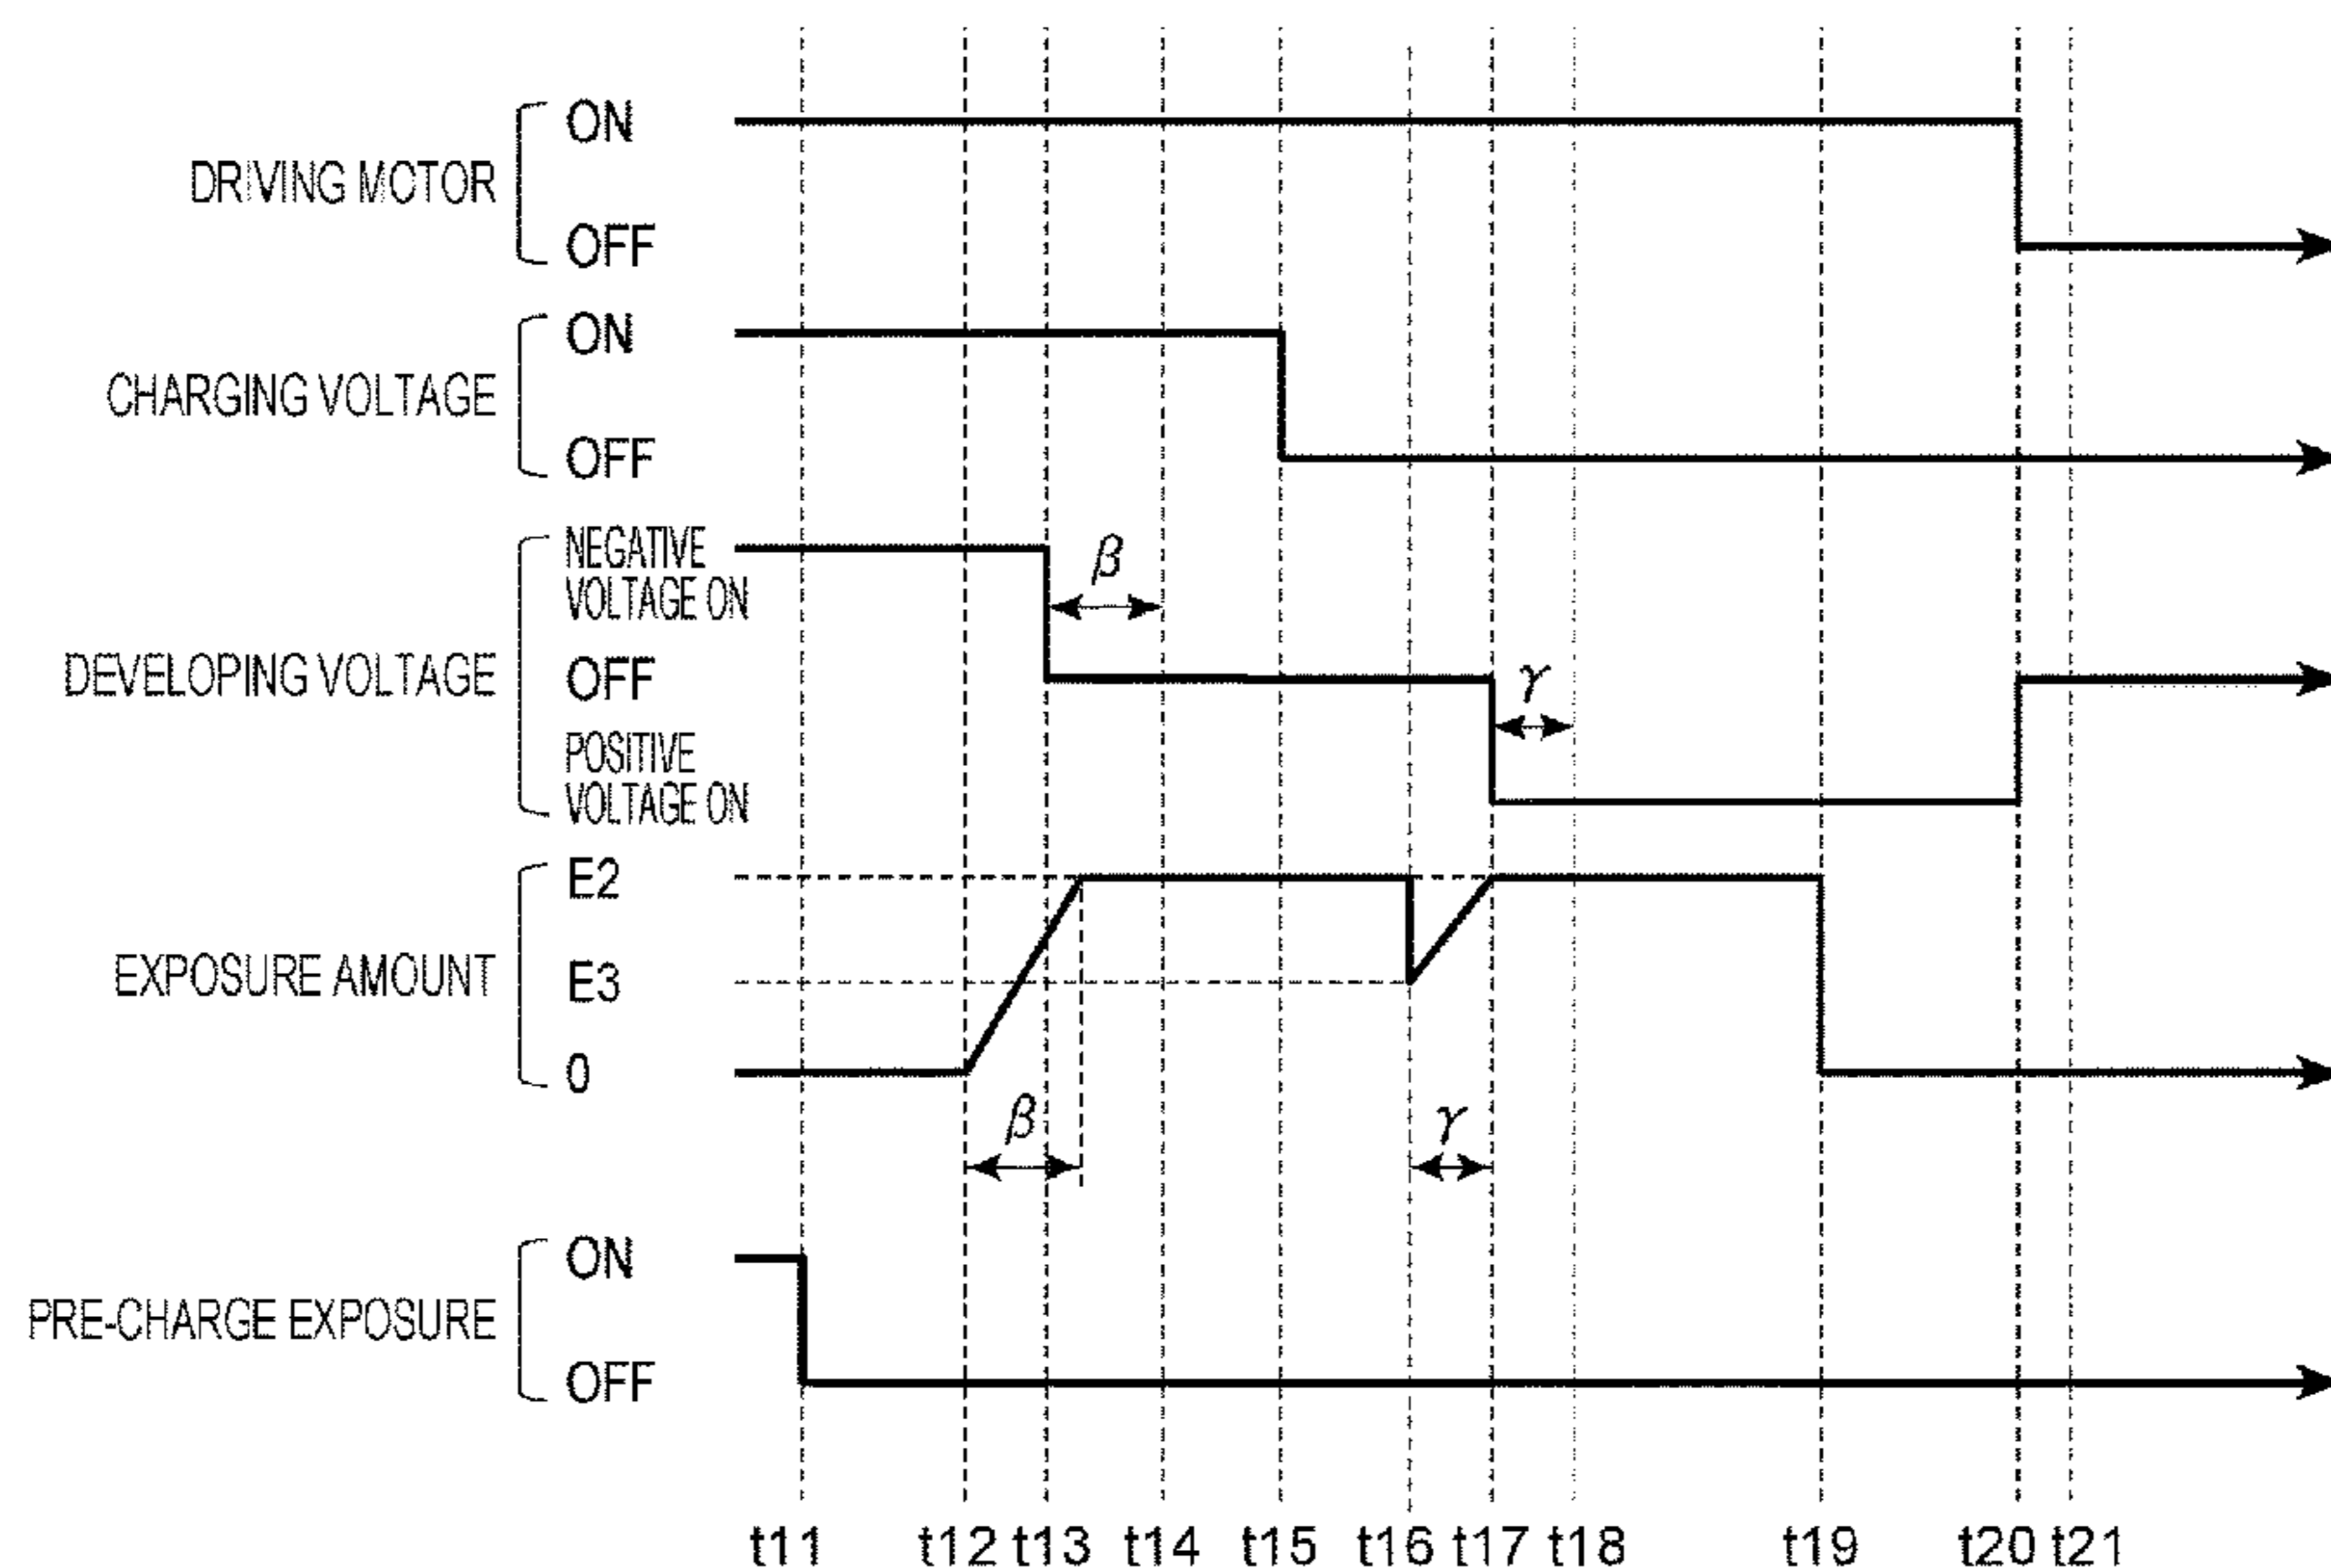 ON
DRIVING MOTOR
OFF
ON
CHARGING VOLTAGE
OFF
NEGATIVE
VOLTAGE ON
β
DEVELOPING VOLTAGE
OFF
γ
POSITIVE
VOLTAGE ON
E2
EXPOSURE AMOUNT
E3
0
β
γ
ON
PRE-CHARGE EXPOSURE
OFF
t11 t12 t13 t14 t15 t16 t17 t18 t19 t20 t21